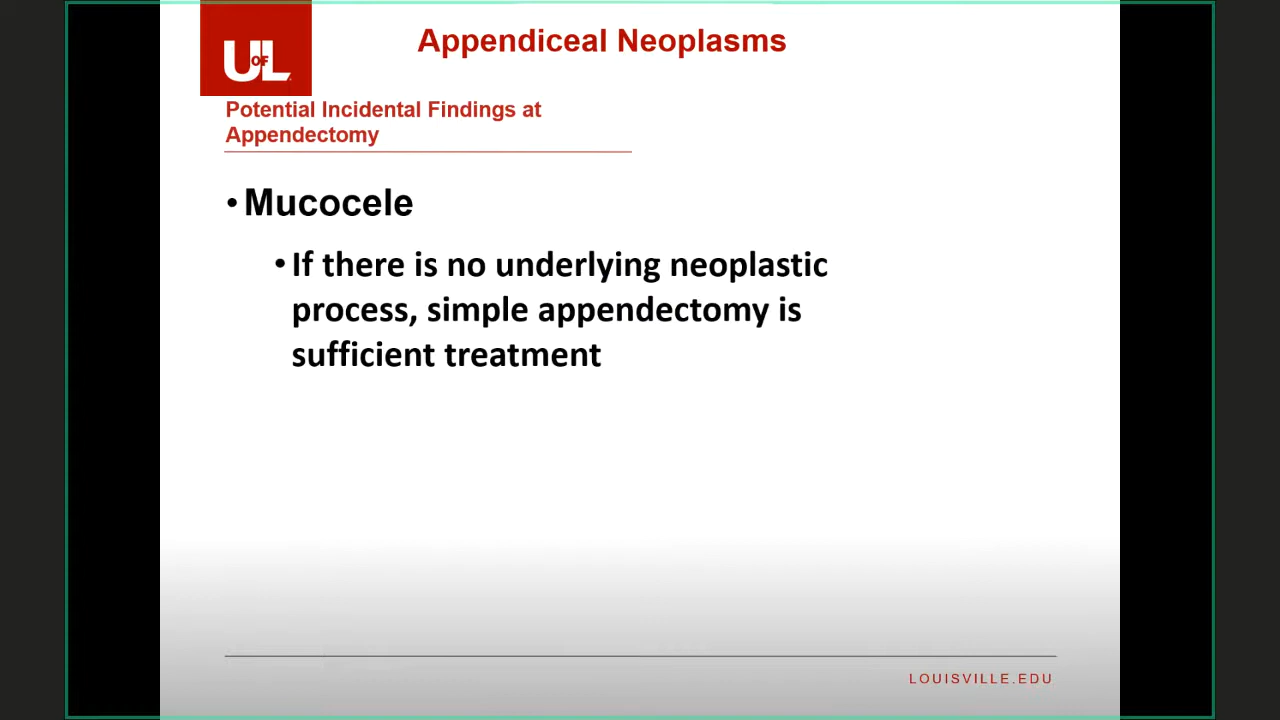 UofL
Appendiceal Neoplasms
Potential Incidental Findings at
Appendectomy
• Mucocele
• If there is no underlying neoplastic
process, simple appendectomy is
sufficient treatment
LOUISVILLE.EDU